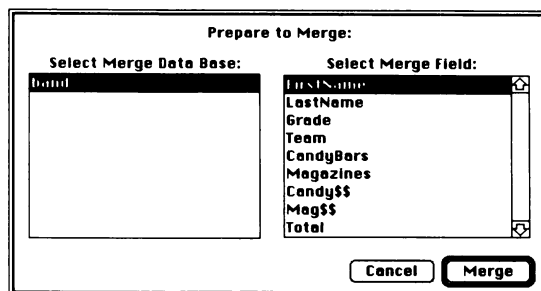 Prepare to Merge:
Select Merge Data Base:
band
Select Merge Field:
FirstName
LastName
Grade
Team
CandyBars
Magazines
Candy$$
Mag$$
Total
Cancel
Merge